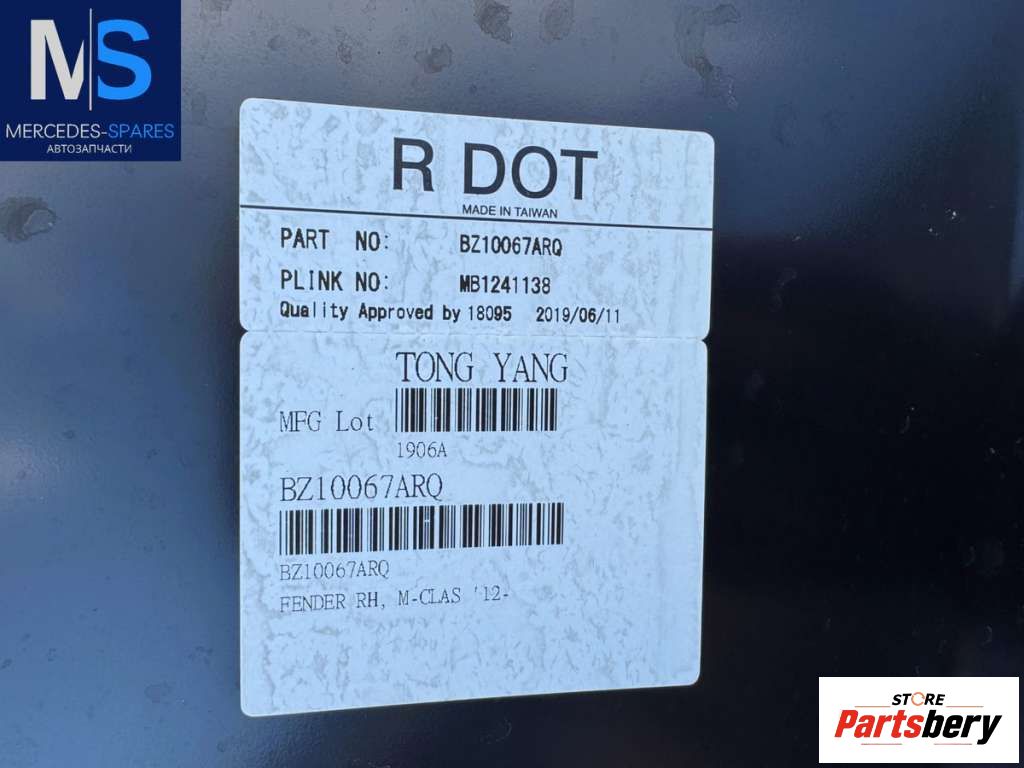 MS
MERCEDES-SPARES
АВТОЗАПЧАСТИ
R DOT
MADE IN TAIWAN
PART NO: BZ10067ARQ
PLINK NO: MB1241138
Quality Approved by 18095 2019/06/11
TONG YANG
MFG Lot
1906A
BZ10067ARQ
BZ10067ARQ
FENDER RH, M-CLAS '12-
STORE
Partsbery